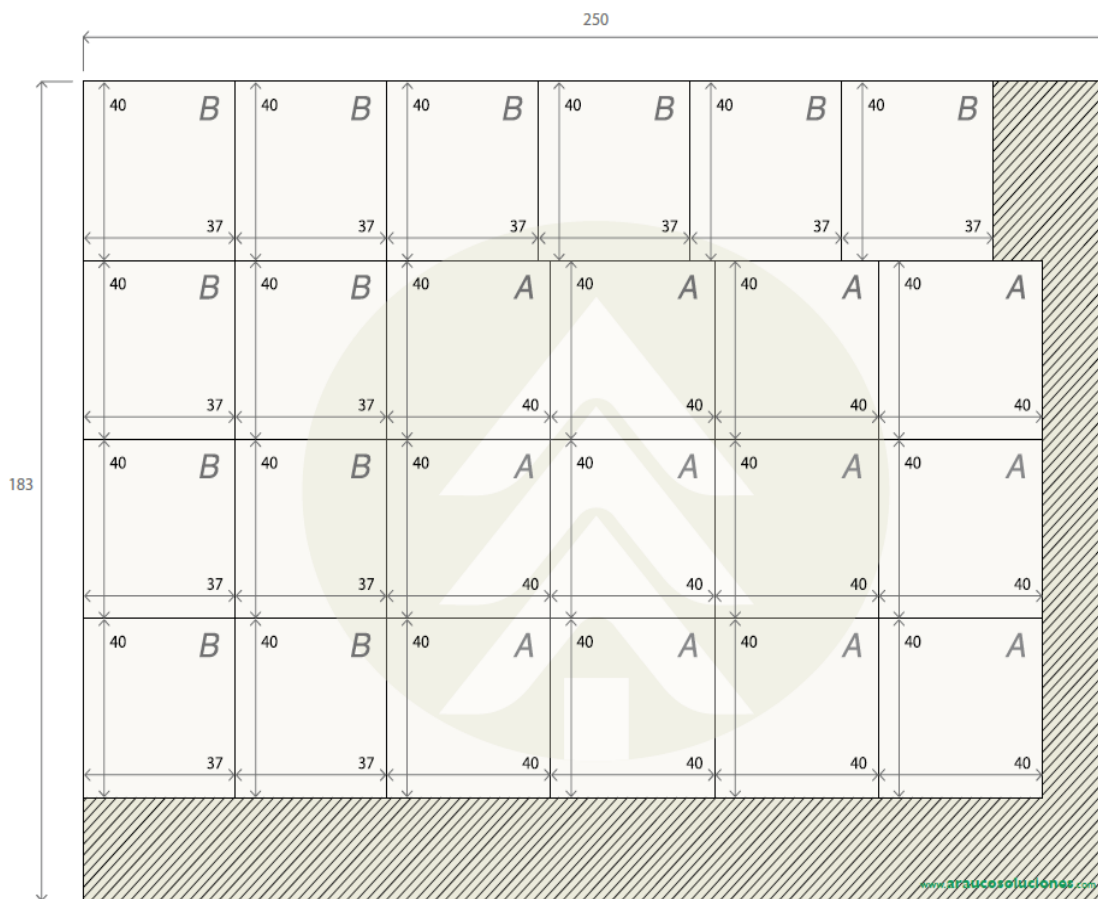 250
40 B 40 B 40 B 40 B 40 B 40 B
37 37 37 37 37 37
40 B 40 B 40 A 40 A 40 A 40 A
37 37 40 40 40 40
183
40 B 40 B 40 A 40 A 40 A 40 A
37 37 40 40 40 40
40 B 40 B 40 A 40 A 40 A 40 A
37 37 40 40 40 40
www.araucosoluciones.com